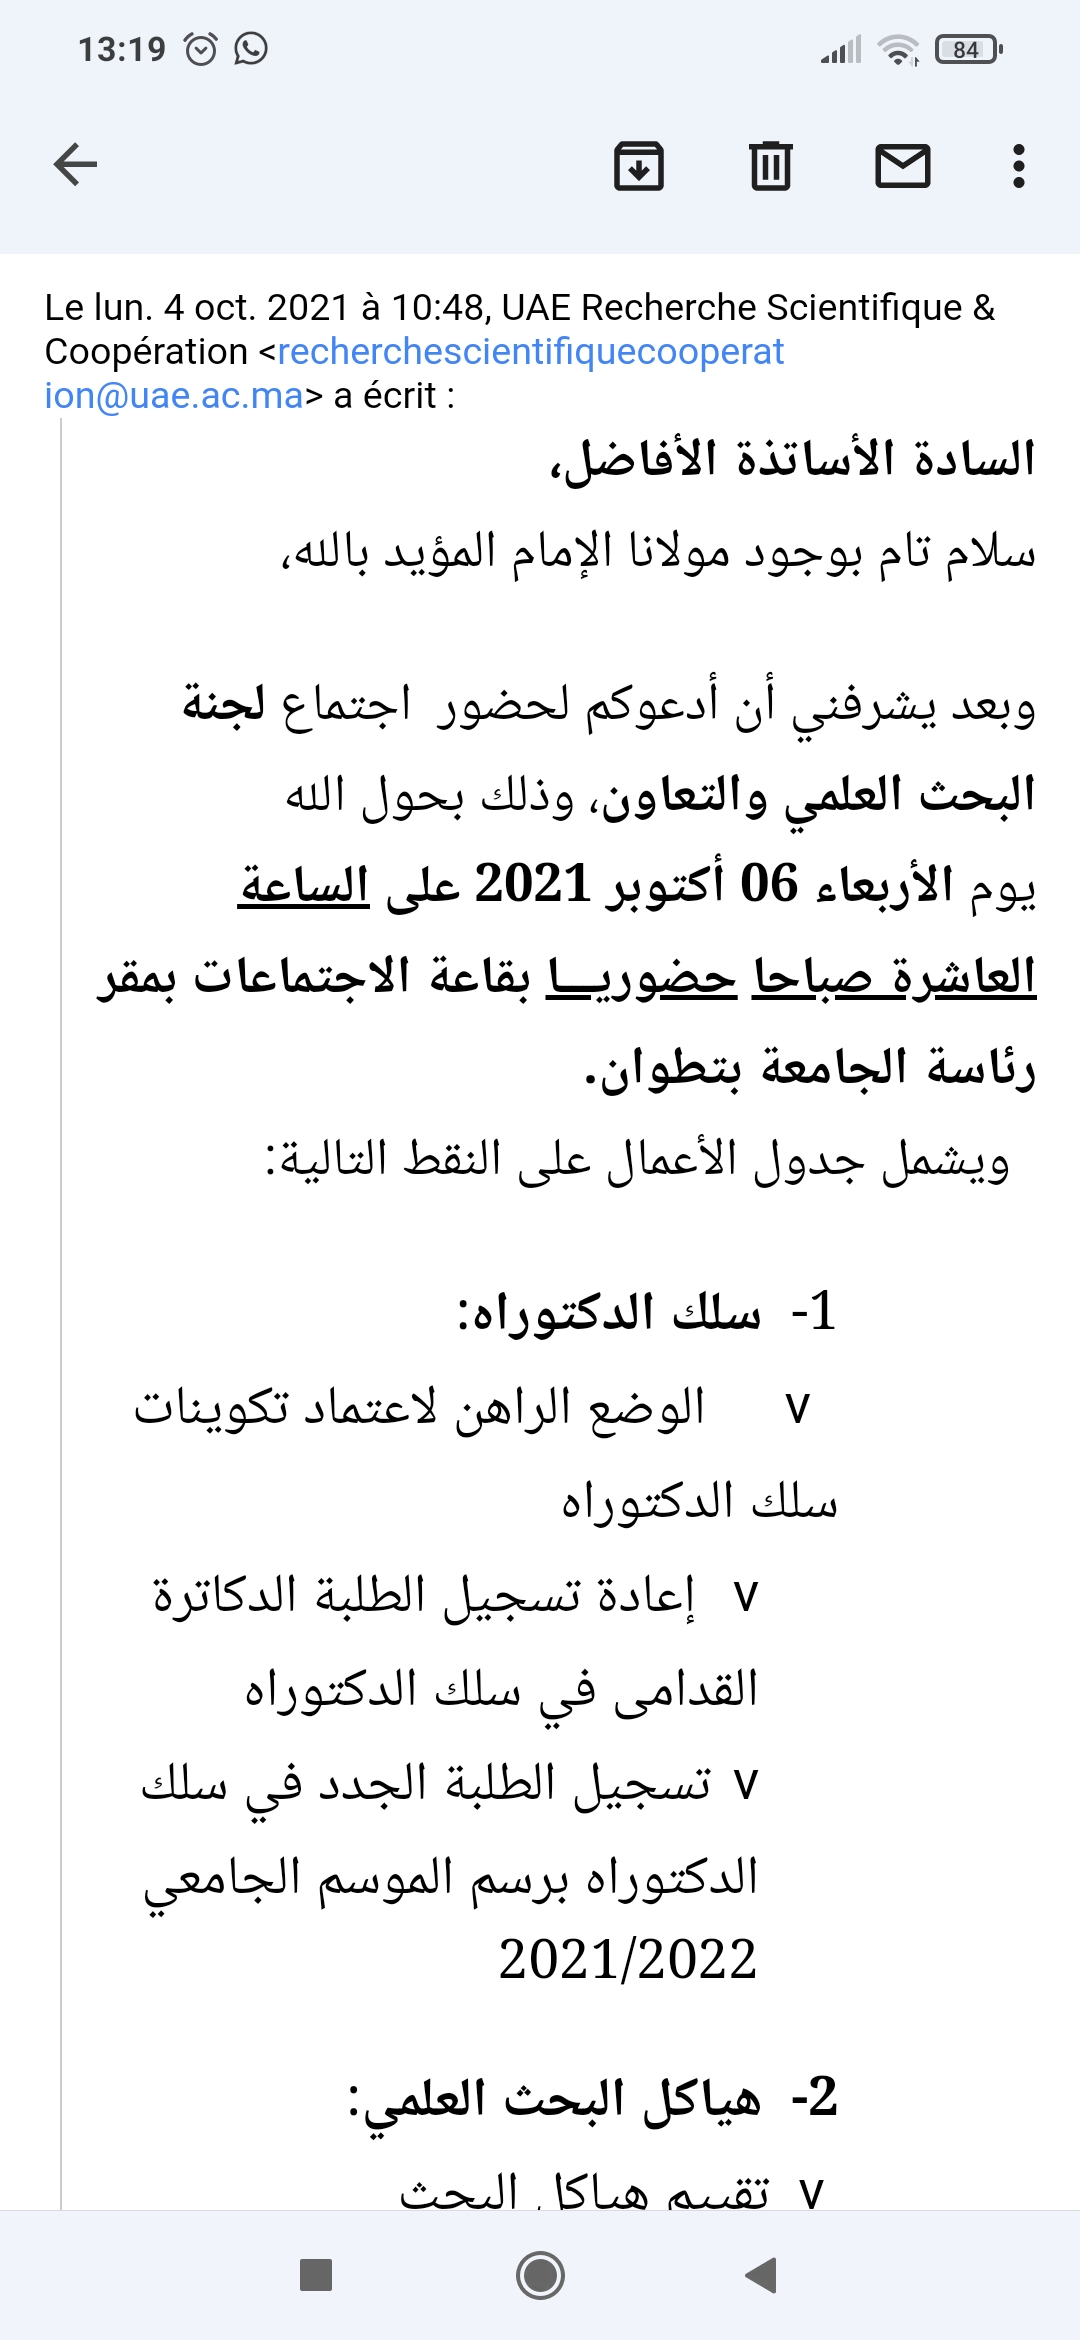 13:19
84
Le lun. 4 oct. 2021 à 10:48, UAE Recherche Scientifique &
Coopération <recherchescientifiquecooperat
ion@uae.ac.ma> a écrit :
السادة الأساتذة الأفاضل،
سلام تام بوجود مولانا الإمام المؤيد بالله،
وبعد يشرفني أن أدعوكم لحضور اجتماع لجنة
البحث العلمي والتعاون، وذلك بحول الله
يوم الأربعاء 06 أكتوبر 2021 على الساعة
العاشرة صباحا حضوريـــا بقاعة الاجتماعات بمقر
رئاسة الجامعة بتطوان.
ويشمل جدول الأعمال على النقط التالية:
1- سلك الدكتوراه:
v الوضع الراهن لاعتماد تكوينات
سلك الدكتوراه
v إعادة تسجيل الطلبة الدكاترة
القدامى في سلك الدكتوراه
v تسجيل الطلبة الجدد في سلك
الدكتوراه برسم الموسم الجامعي
2021/2022
2- هياكل البحث العلمي:
v تقييم هياكل البحث